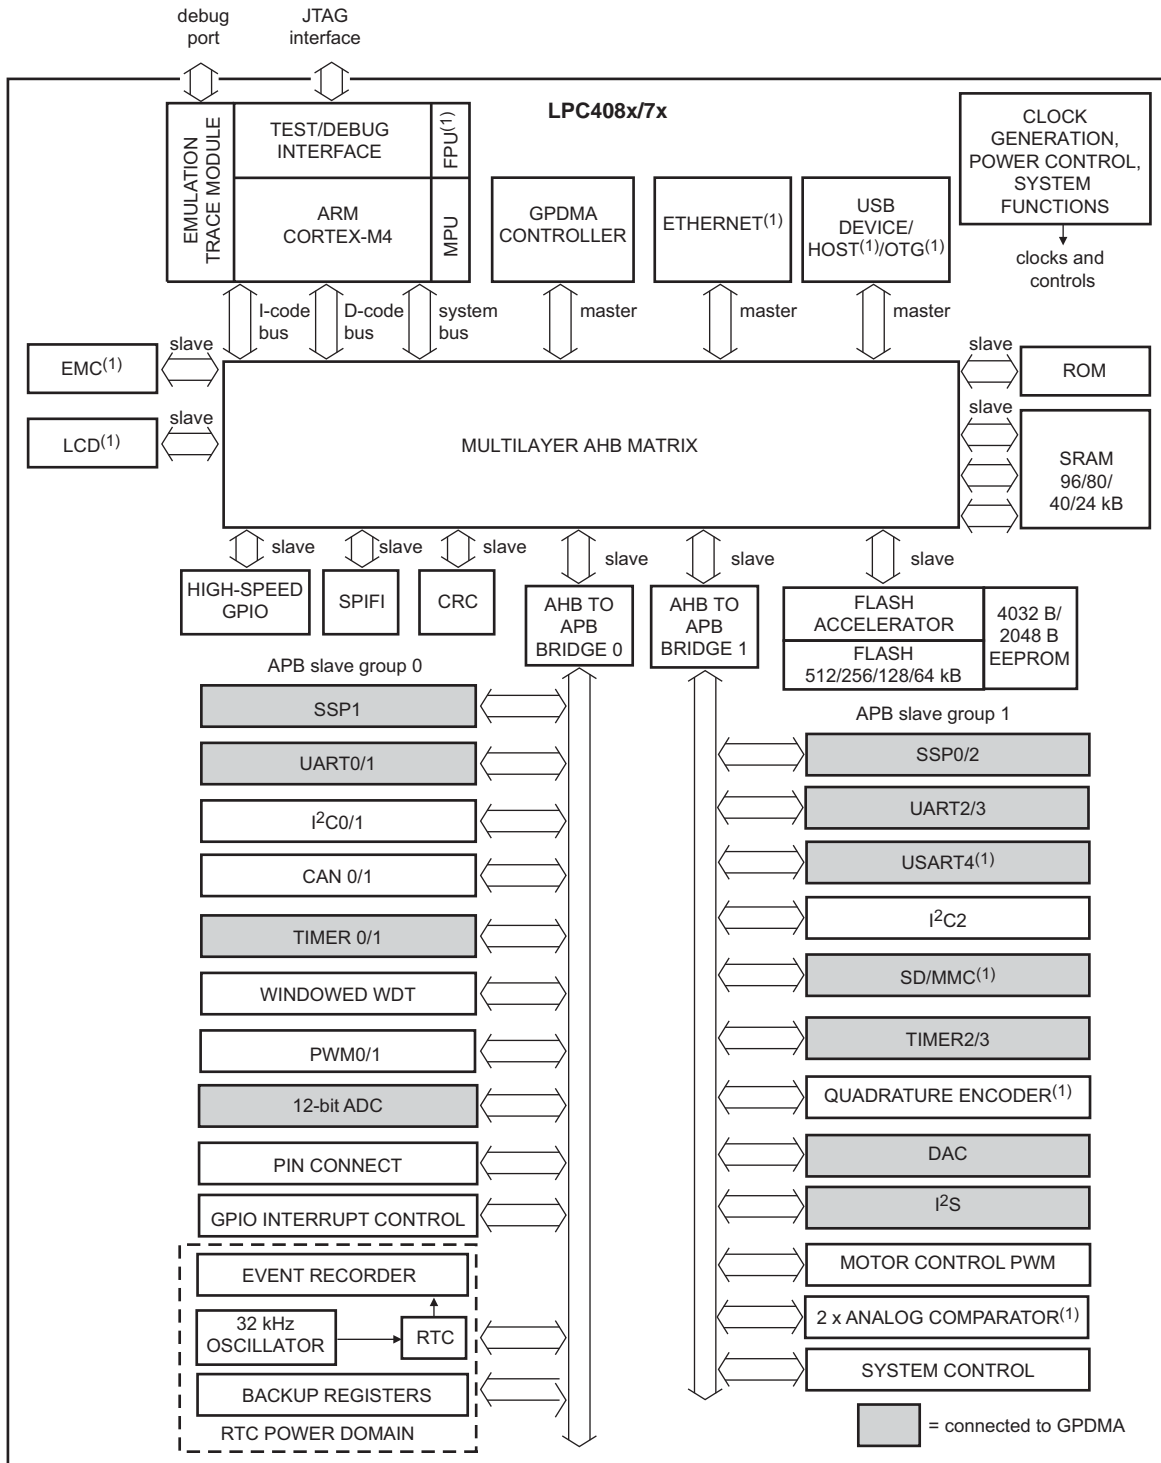 debug
port
JTAG
interface
LPC408x/7x
EMULATION
TRACE MODULE
TEST/DEBUG
INTERFACE
FPU(1)
ARM
CORTEX-M4
MPU
GPDMA
CONTROLLER
ETHERNET(1)
USB
DEVICE/
HOST(1)/OTG(1)
CLOCK
GENERATION,
POWER CONTROL,
SYSTEM
FUNCTIONS
clocks and
controls
I-code
bus
D-code
bus
system
bus
master
master
master
EMC(1)
slave
LCD(1)
slave
MULTILAYER AHB MATRIX
slave
ROM
slave
SRAM
96/80/
40/24 kB
slave
slave
slave
slave
slave
slave
HIGH-SPEED
GPIO
SPIFI
CRC
AHB TO
APB
BRIDGE 0
AHB TO
APB
BRIDGE 1
FLASH
ACCELERATOR
FLASH
512/256/128/64 kB
4032 B/
2048 B
EEPROM
APB slave group 0
SSP1
UART0/1
I2C0/1
CAN 0/1
TIMER 0/1
WINDOWED WDT
PWM0/1
12-bit ADC
PIN CONNECT
GPIO INTERRUPT CONTROL
EVENT RECORDER
32 kHz
OSCILLATOR
RTC
BACKUP REGISTERS
RTC POWER DOMAIN
APB slave group 1
SSP0/2
UART2/3
USART4(1)
I2C2
SD/MMC(1)
TIMER2/3
QUADRATURE ENCODER(1)
DAC
I2S
MOTOR CONTROL PWM
2 x ANALOG COMPARATOR(1)
SYSTEM CONTROL
= connected to GPDMA